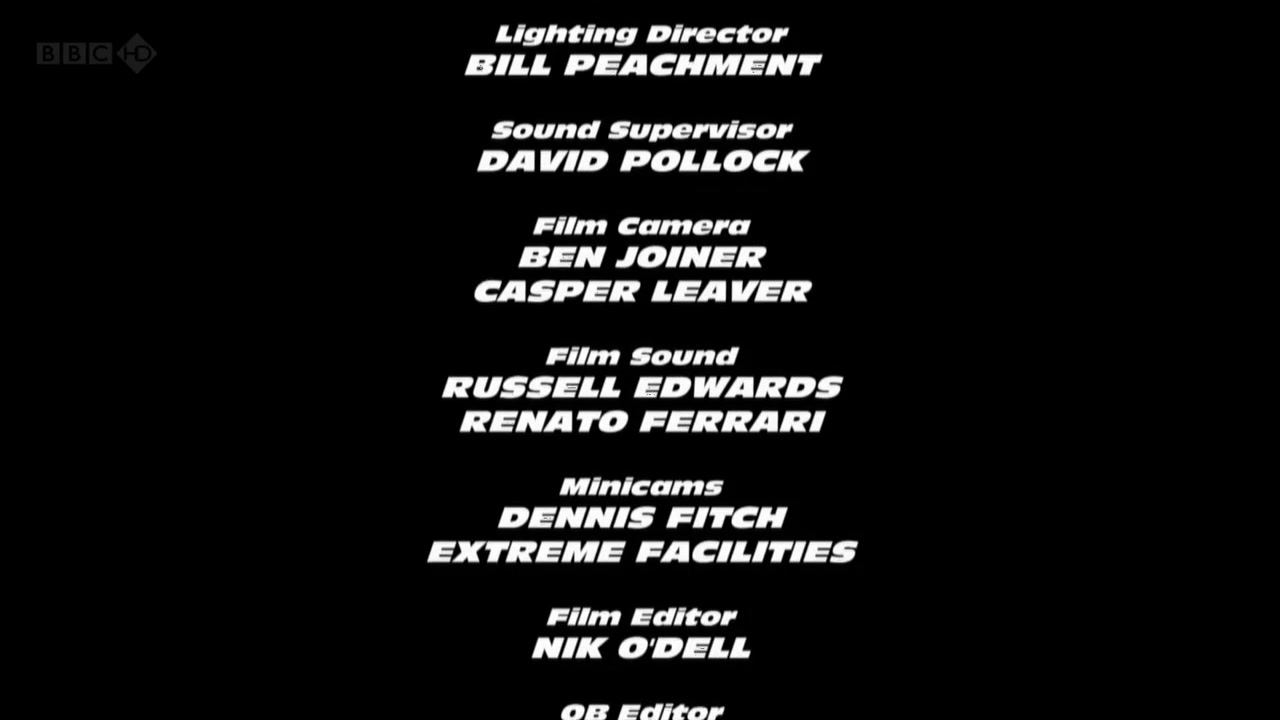 BBC HD
Lighting Director
BILL PEACHMENT
Sound Supervisor
DAVID POLLOCK
Film Camera
BEN JOINER
CASPER LEAVER
Film Sound
RUSSELL EDWARDS
RENATO FERRARI
Minicams
DENNIS FITCH
EXTREME FACILITIES
Film Editor
NIK O'DELL
OB Editor